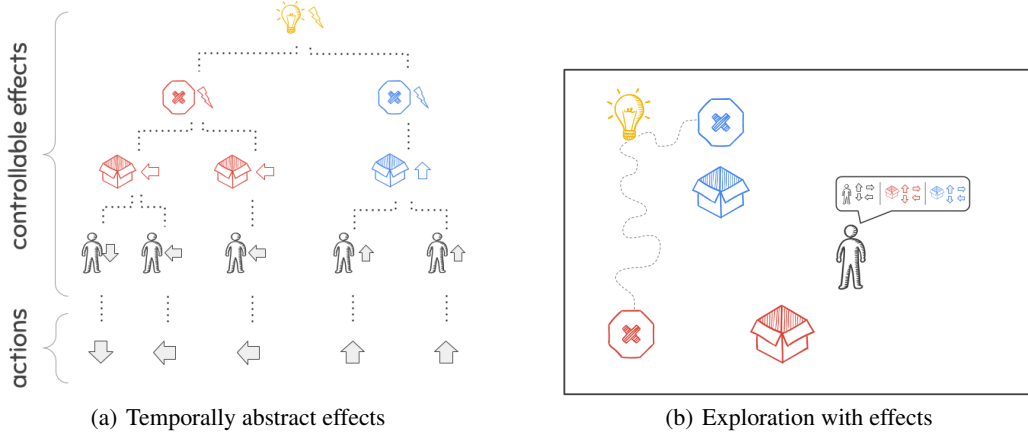 controllable effects
actions
(a) Temporally abstract effects
(b) Exploration with effects